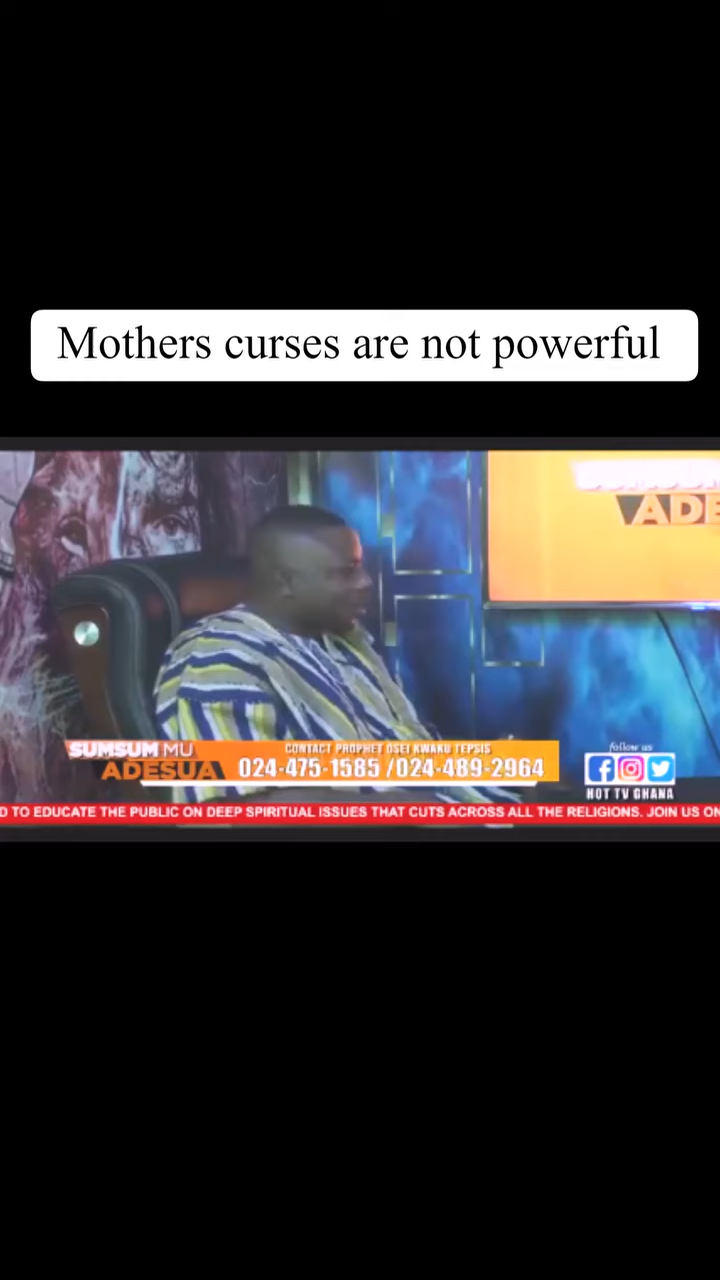 Mothers curses are not powerful
ADE
SUMSUM MU
ADESUA
CONTACT PROPHET OSEI KWAKU TEPSIS
024-475-1585 /024-489-2964
follow us
HOT TV GHANA
D TO EDUCATE THE PUBLIC ON DEEP SPIRITUAL ISSUES THAT CUTS ACROSS ALL THE RELIGIONS. JOIN US ON